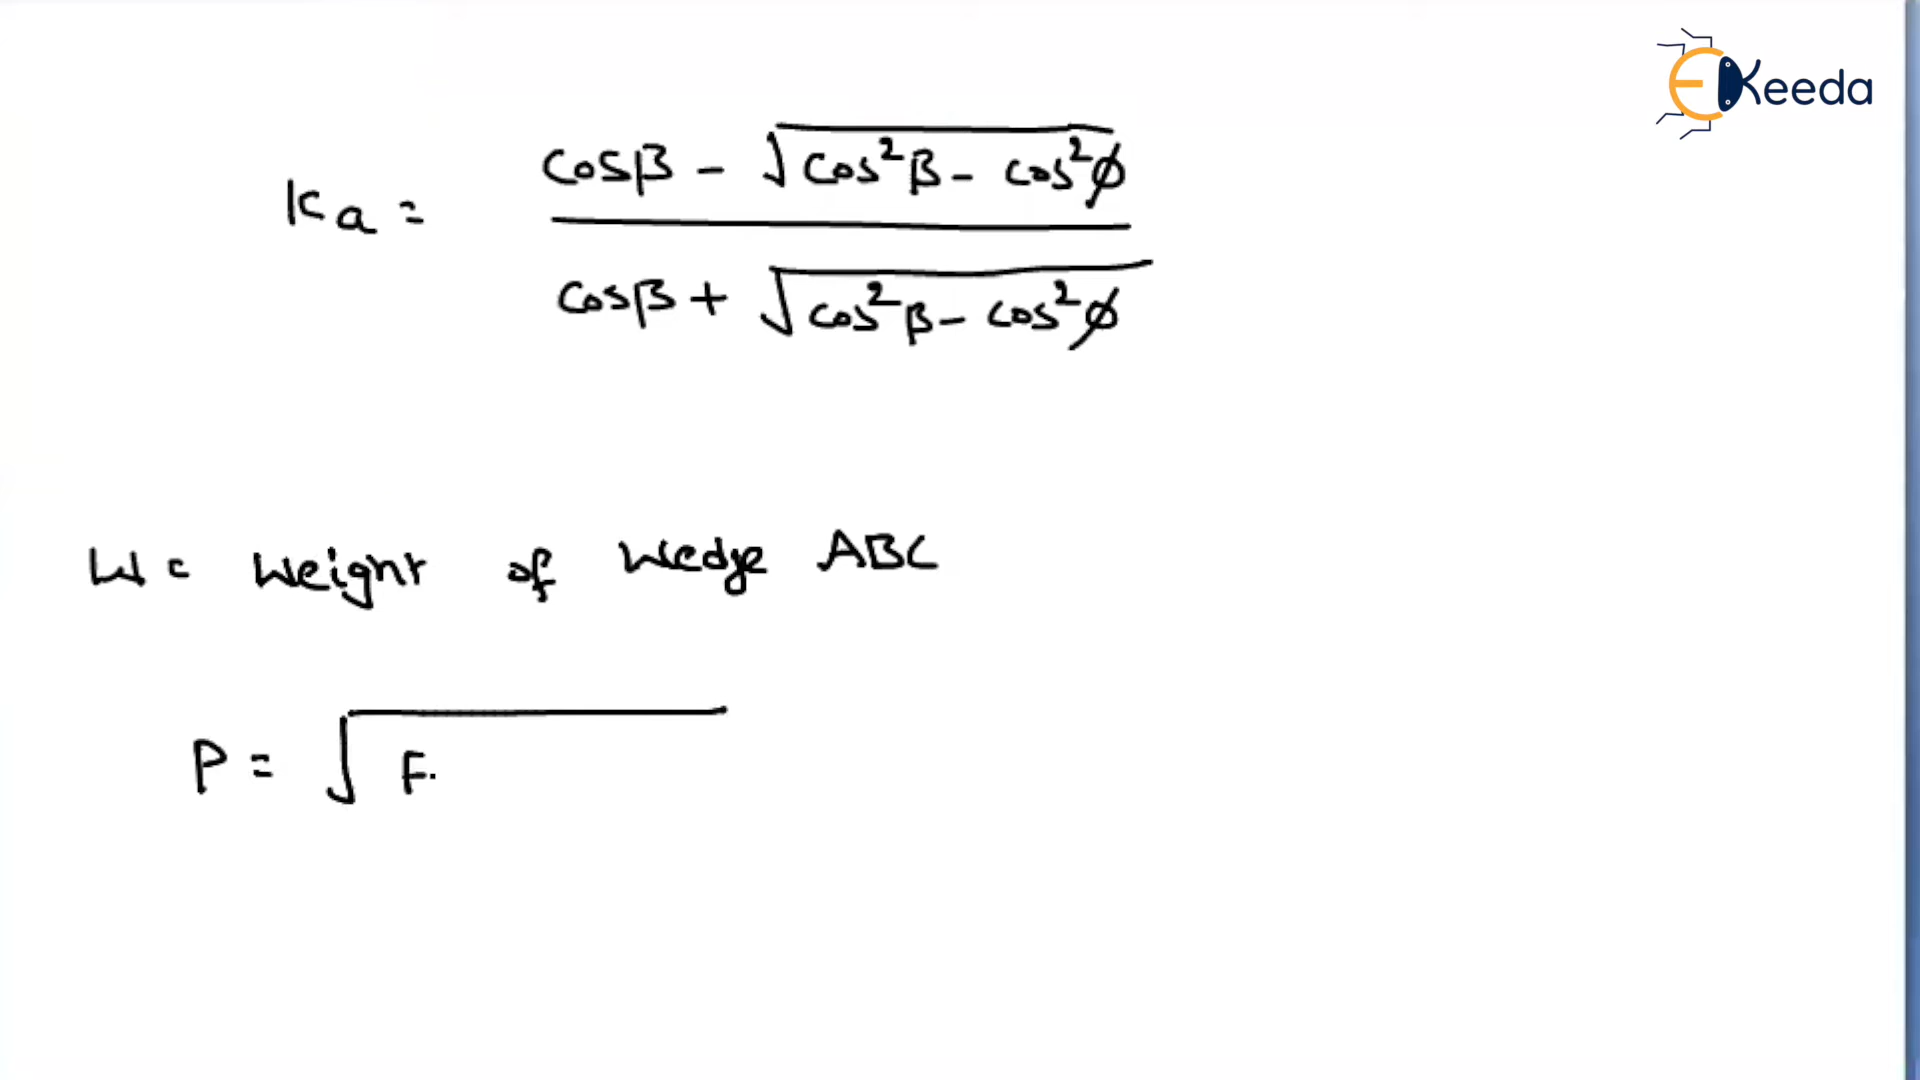 EKeeda
Ka = cosβ - √cos²β - cos²φ
cosβ + √cos²β - cos²φ
W = Weight of Wedge ABC
P = √F.